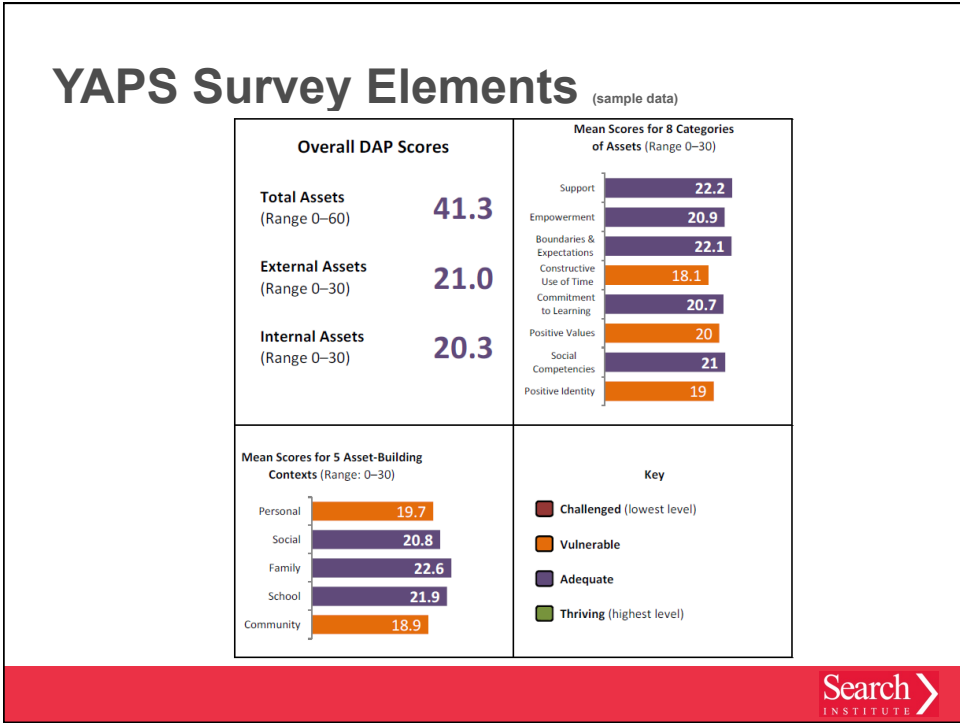 YAPS Survey Elements (sample data)
Overall DAP Scores
Total Assets
(Range 0–60)
41.3
External Assets
(Range 0–30)
21.0
Internal Assets
(Range 0–30)
20.3
Mean Scores for 8 Categories
of Assets (Range 0–30)
Support 22.2
Empowerment 20.9
Boundaries &
Expectations
22.1
Constructive
Use of Time
18.1
Commitment
to Learning
20.7
Positive Values 20
Social
Competencies
21
Positive Identity 19
Mean Scores for 5 Asset-Building
Contexts (Range: 0–30)
Personal 19.7
Social 20.8
Family 22.6
School 21.9
Community 18.9
Key
Challenged (lowest level)
Vulnerable
Adequate
Thriving (highest level)
Search
INSTITUTE